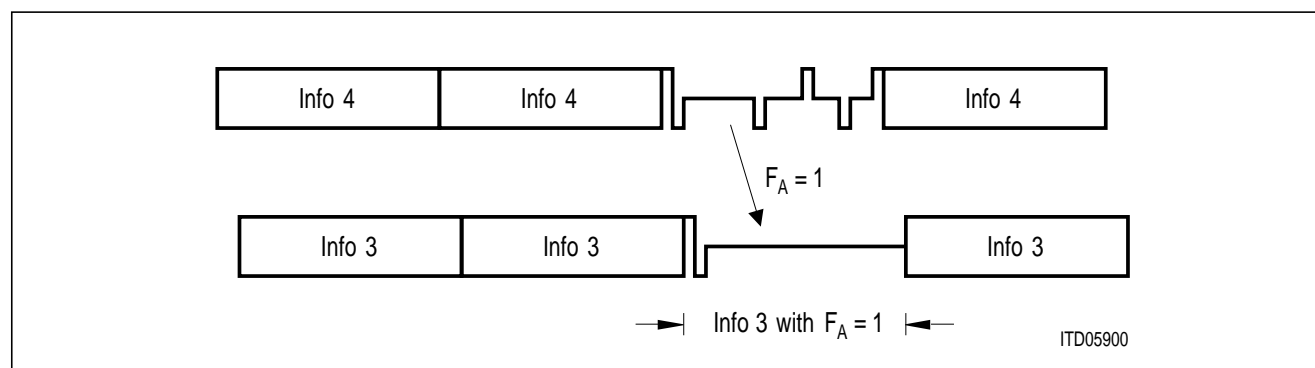 Info 4 Info 4 Info 4
F_A = 1
Info 3 Info 3 Info 3
Info 3 with F_A = 1
ITD05900